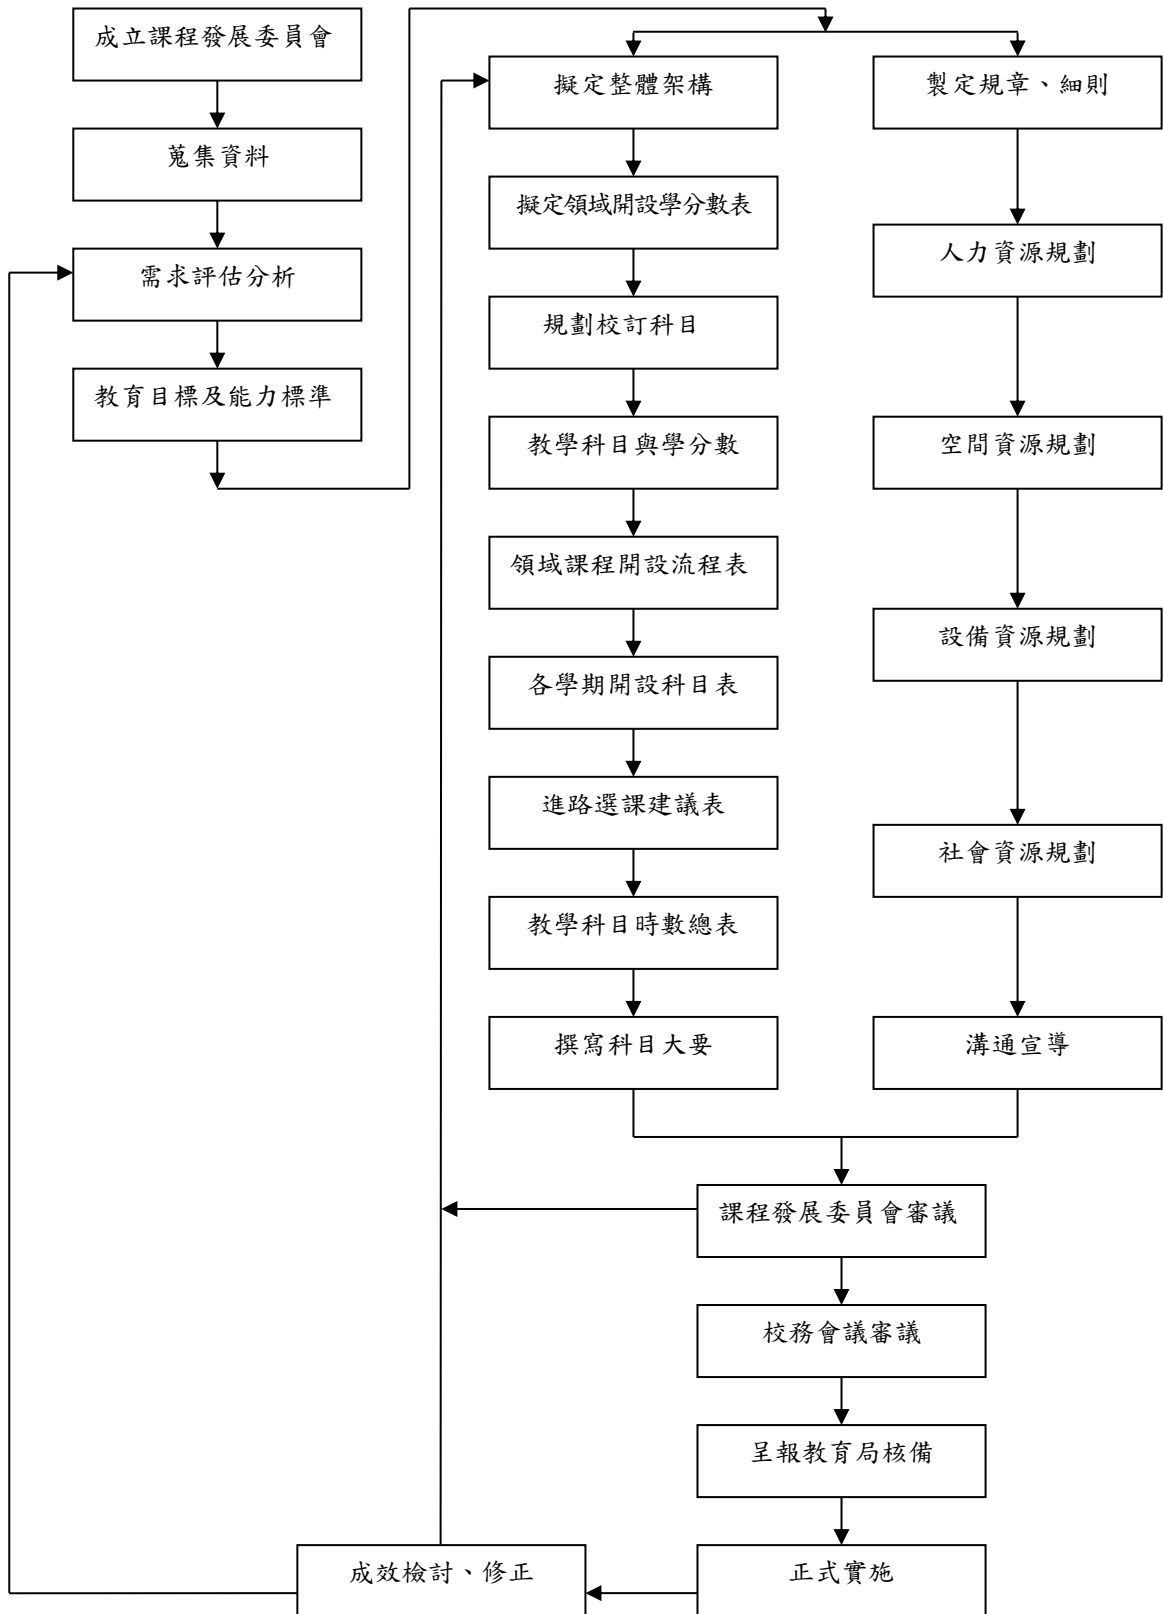 成立課程發展委員會
蒐集資料
需求評估分析
教育目標及能力標準
擬定整體架構
擬定領域開設學分數表
規劃校訂科目
教學科目與學分數
領域課程開設流程表
各學期開設科目表
進路選課建議表
教學科目時數總表
撰寫科目大要
製定規章、細則
人力資源規劃
空間資源規劃
設備資源規劃
社會資源規劃
溝通宣導
課程發展委員會審議
校務會議審議
呈報教育局核備
正式實施
成效檢討、修正